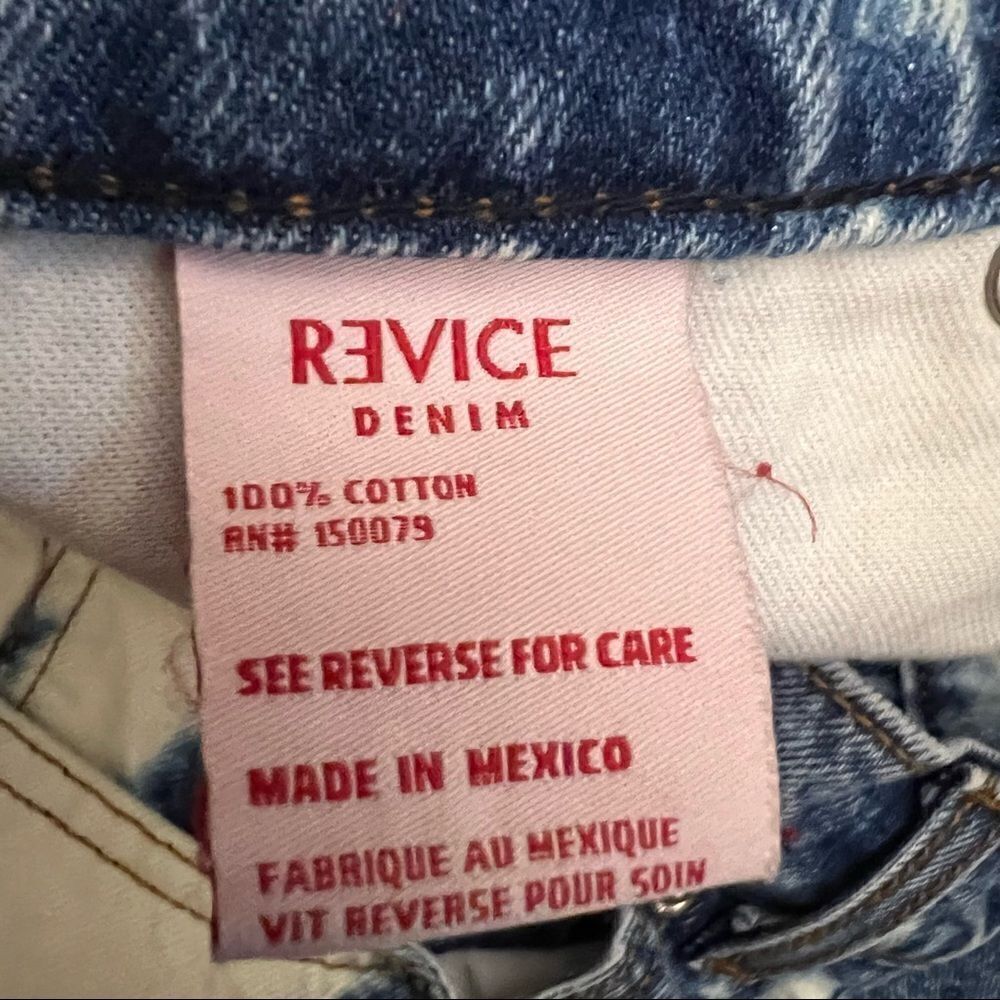 RƎVICE
DENIM
100% COTTON
RN# 150079
SEE REVERSE FOR CARE
MADE IN MEXICO
FABRIQUE AU MEXIQUE
VIT REVERSE POUR SOIN